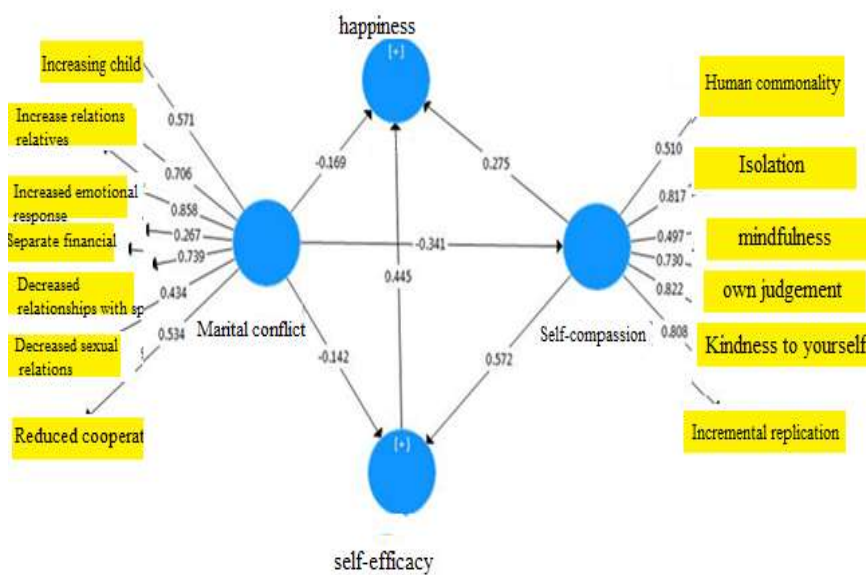 happiness
[+]
Increasing child
Human commonality
0.571
Increase relations
relatives
0.510
-0.169
0.275
0.706
Isolation
0.817
0.858
Increased emotional
response
0.267
0.497
mindfulness
Separate financial
0.739
-0.341
0.730
0.445
0.822
own judgement
Decreased
relationships with sp
0.434
Marital conflict
Self-compassion
0.808
0.534
Decreased sexual
relations
Kindness to yourself
-0.142
0.572
Reduced cooperat
Incremental replication
[+]
self-efficacy